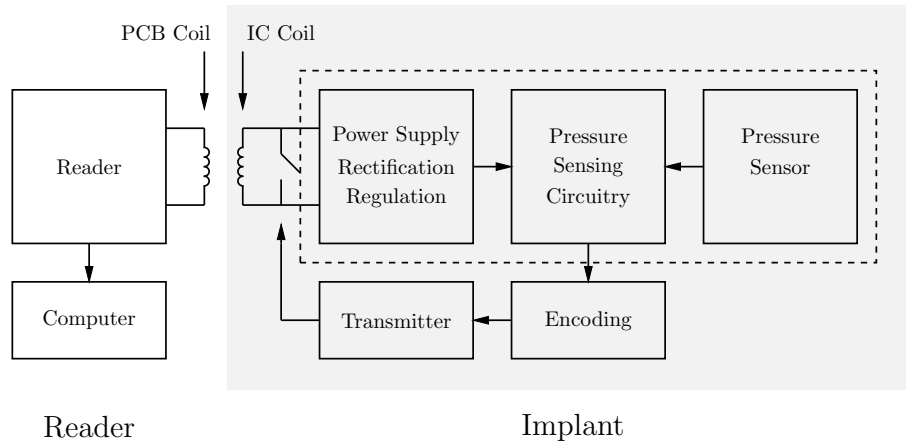 PCB Coil
IC Coil
Reader
Power Supply
Rectification
Regulation
Pressure
Sensing
Circuitry
Pressure
Sensor
Computer
Transmitter
Encoding
Reader
Implant